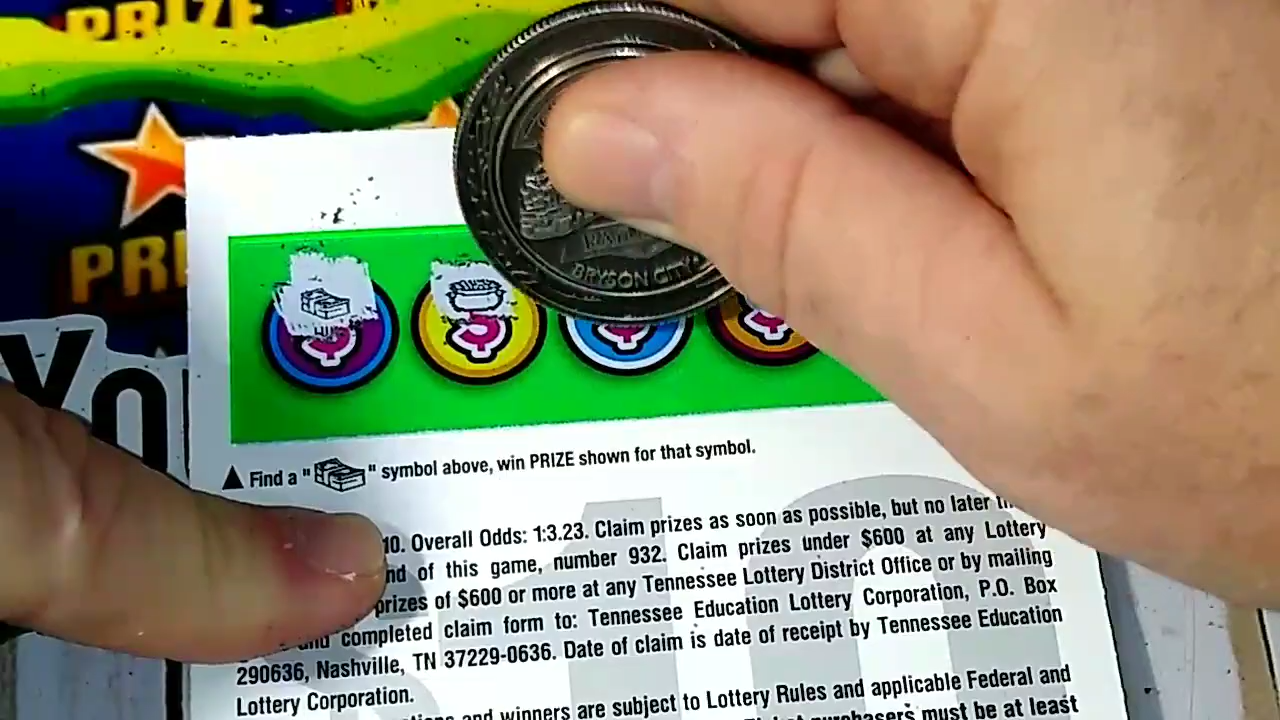 PRIZE
PRI
Yo
BRYSON CITY
▲ Find a " " symbol above, win PRIZE shown for that symbol.
10. Overall Odds: 1:3.23. Claim prizes as soon as possible, but no later
nd of this game, number 932. Claim prizes under $600 at any Lottery
prizes of $600 or more at any Tennessee Lottery District Office or by mailing
and completed claim form to: Tennessee Education Lottery Corporation, P.O. Box
290636, Nashville, TN 37229-0636. Date of claim is date of receipt by Tennessee Education
Lottery Corporation.
and winners are subject to Lottery Rules and applicable Federal and
Ticket purchasers must be at least